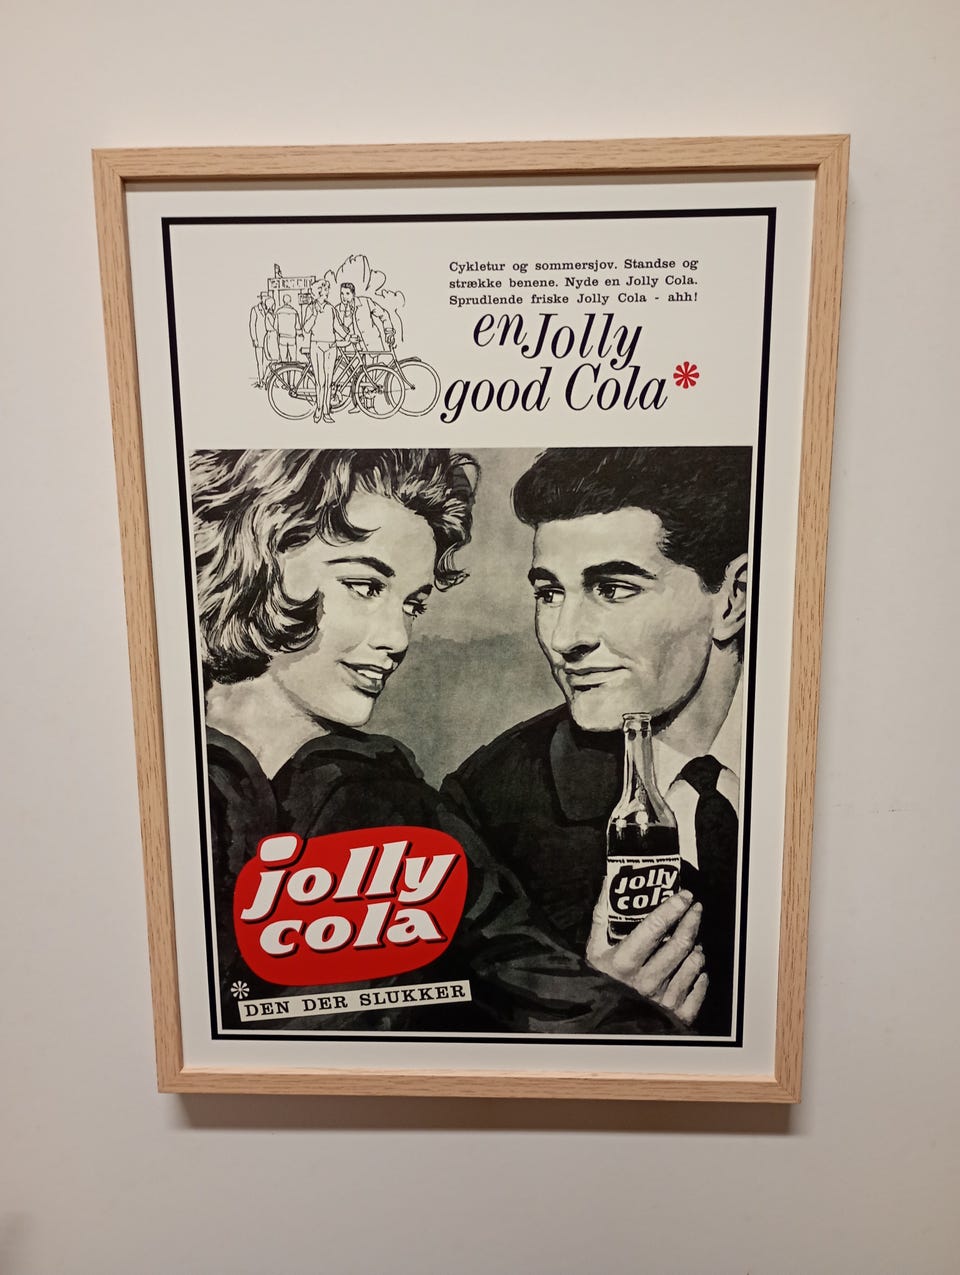 Cykletur og sommersjov. Standse og
strække benene. Nyde en Jolly Cola.
Sprudlende friske Jolly Cola - ahh!
en Jolly
good Cola*
jolly
cola
jolly
cola
* DEN DER SLUKKER